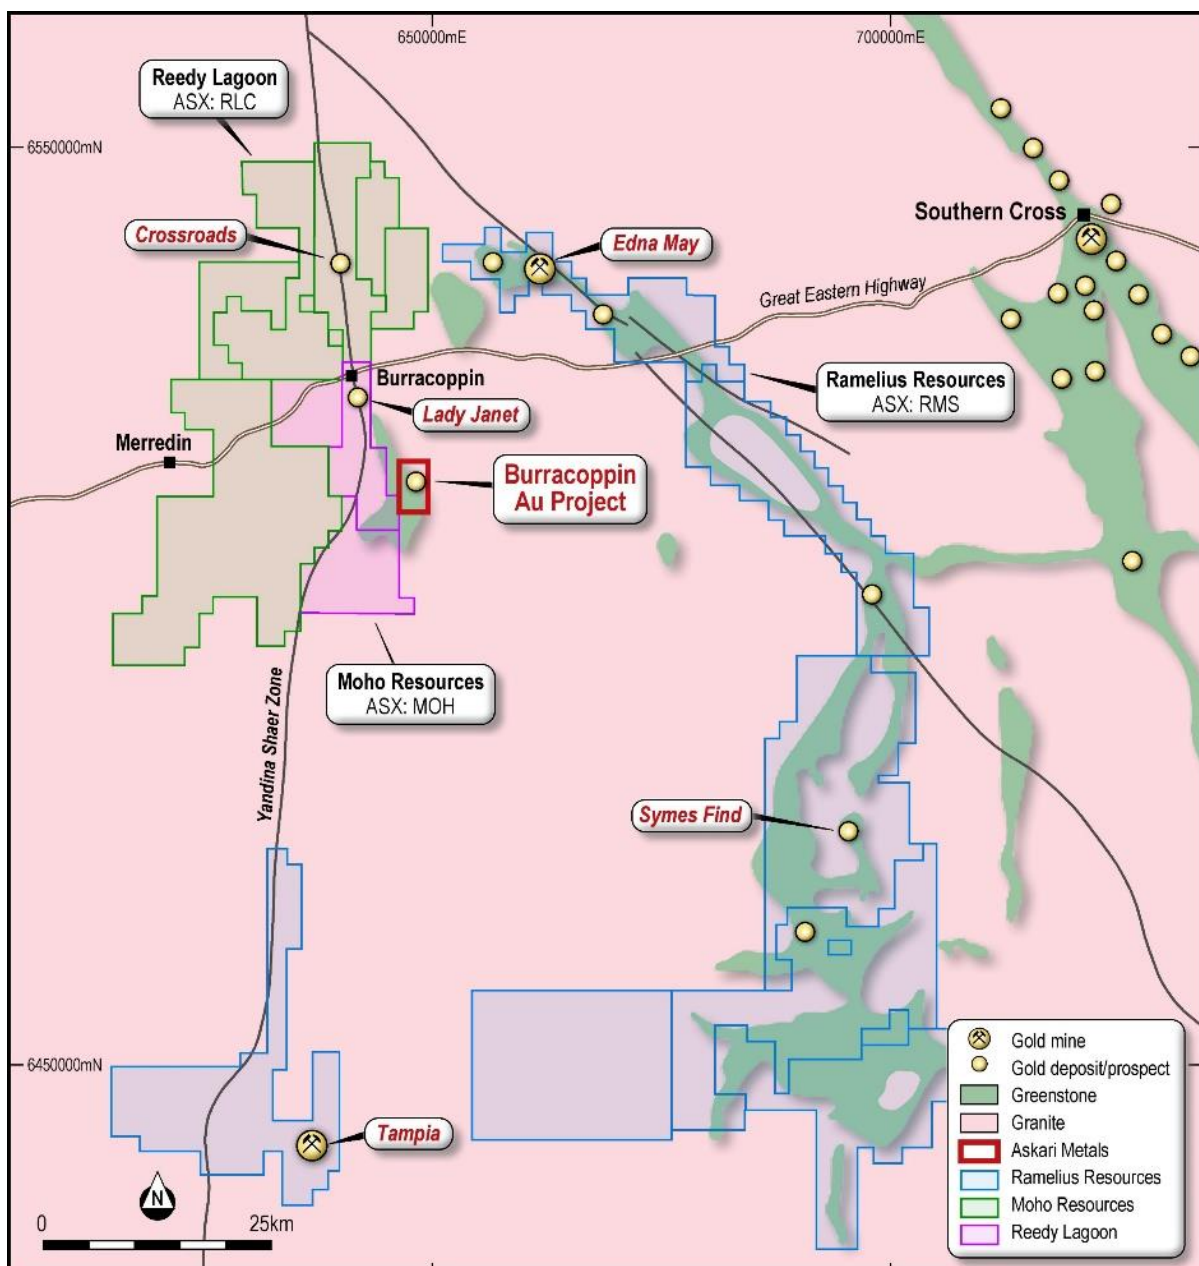 650000mE
700000mE
Reedy Lagoon
ASX: RLC
6550000mN
Southern Cross
Crossroads
Edna May
Great Eastern Highway
Burracoppin
Ramelius Resources
ASX: RMS
Lady Janet
Merredin
Burracoppin
Au Project
Moho Resources
ASX: MOH
Yandina Shaer Zone
Symes Find
6450000mN
Tampia
N
0
25km
Gold mine
Gold deposit/prospect
Greenstone
Granite
Askari Metals
Ramelius Resources
Moho Resources
Reedy Lagoon